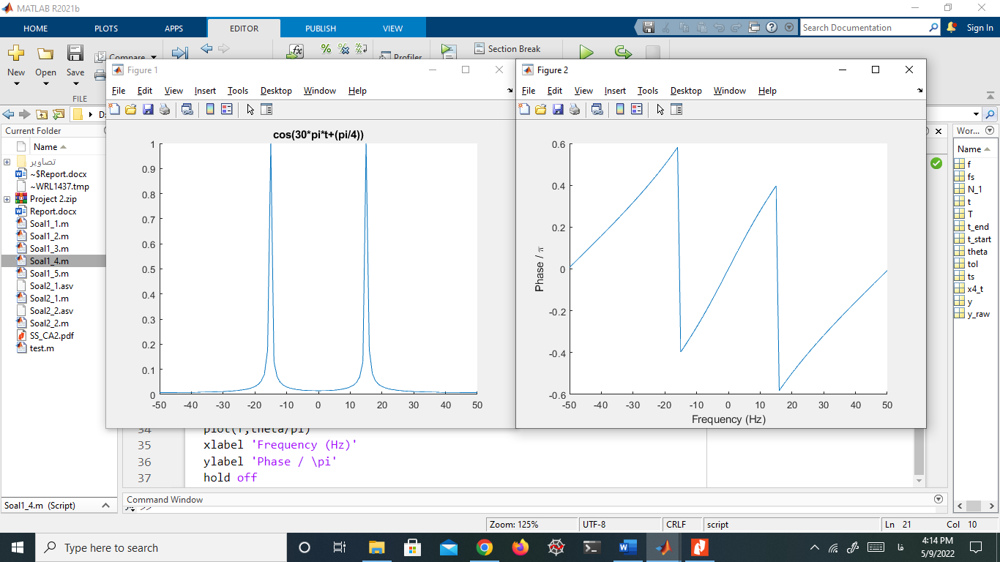 MATLAB R2021b
HOME PLOTS APPS EDITOR PUBLISH VIEW
Search Documentation
Sign In
New Open Save Compare
Section Break
Profiler
FILE
Current Folder
Name
تصاویر
~$Report.docx
~WRL1437.tmp
Project 2.zip
Report.docx
Soal1_1.m
Soal1_2.m
Soal1_3.m
Soal1_4.m
Soal1_5.m
Soal2_1.asv
Soal2_1.m
Soal2_2.asv
Soal2_2.m
SS_CA2.pdf
test.m
Soal1_4.m (Script)
Figure 1
File Edit View Insert Tools Desktop Window Help
cos(30*pi*t+(pi/4))
1
0.9
0.8
0.7
0.6
0.5
0.4
0.3
0.2
0.1
0
-50 -40 -30 -20 -10 0 10 20 30 40 50
Figure 2
File Edit View Insert Tools Desktop Window Help
0.6
0.4
0.2
0
-0.2
-0.4
-0.6
Phase / π
-50 -40 -30 -20 -10 0 10 20 30 40 50
Frequency (Hz)
34 plot(f,theta/pi)
35 xlabel 'Frequency (Hz)'
36 ylabel 'Phase / \pi'
37 hold off
Command Window
Wor...
Name
f
fs
N_1
t
T
t_end
t_start
theta
tol
ts
x4_t
y
y_raw
Zoom: 125% UTF-8 CRLF script Ln 21 Col 10
Type here to search
فا
4:14 PM
5/9/2022